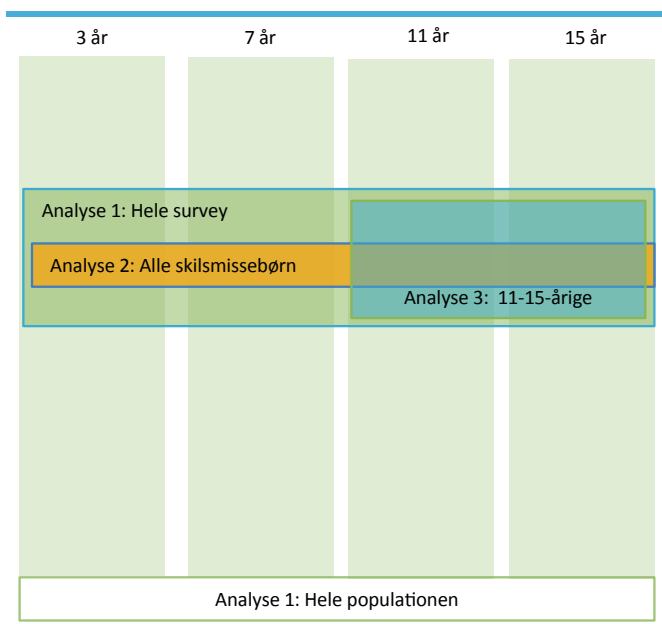 3 år 7 år 11 år 15 år
Analyse 1: Hele survey
Analyse 2: Alle skilsmissebørn
Analyse 3: 11-15-årige
Analyse 1: Hele populationen